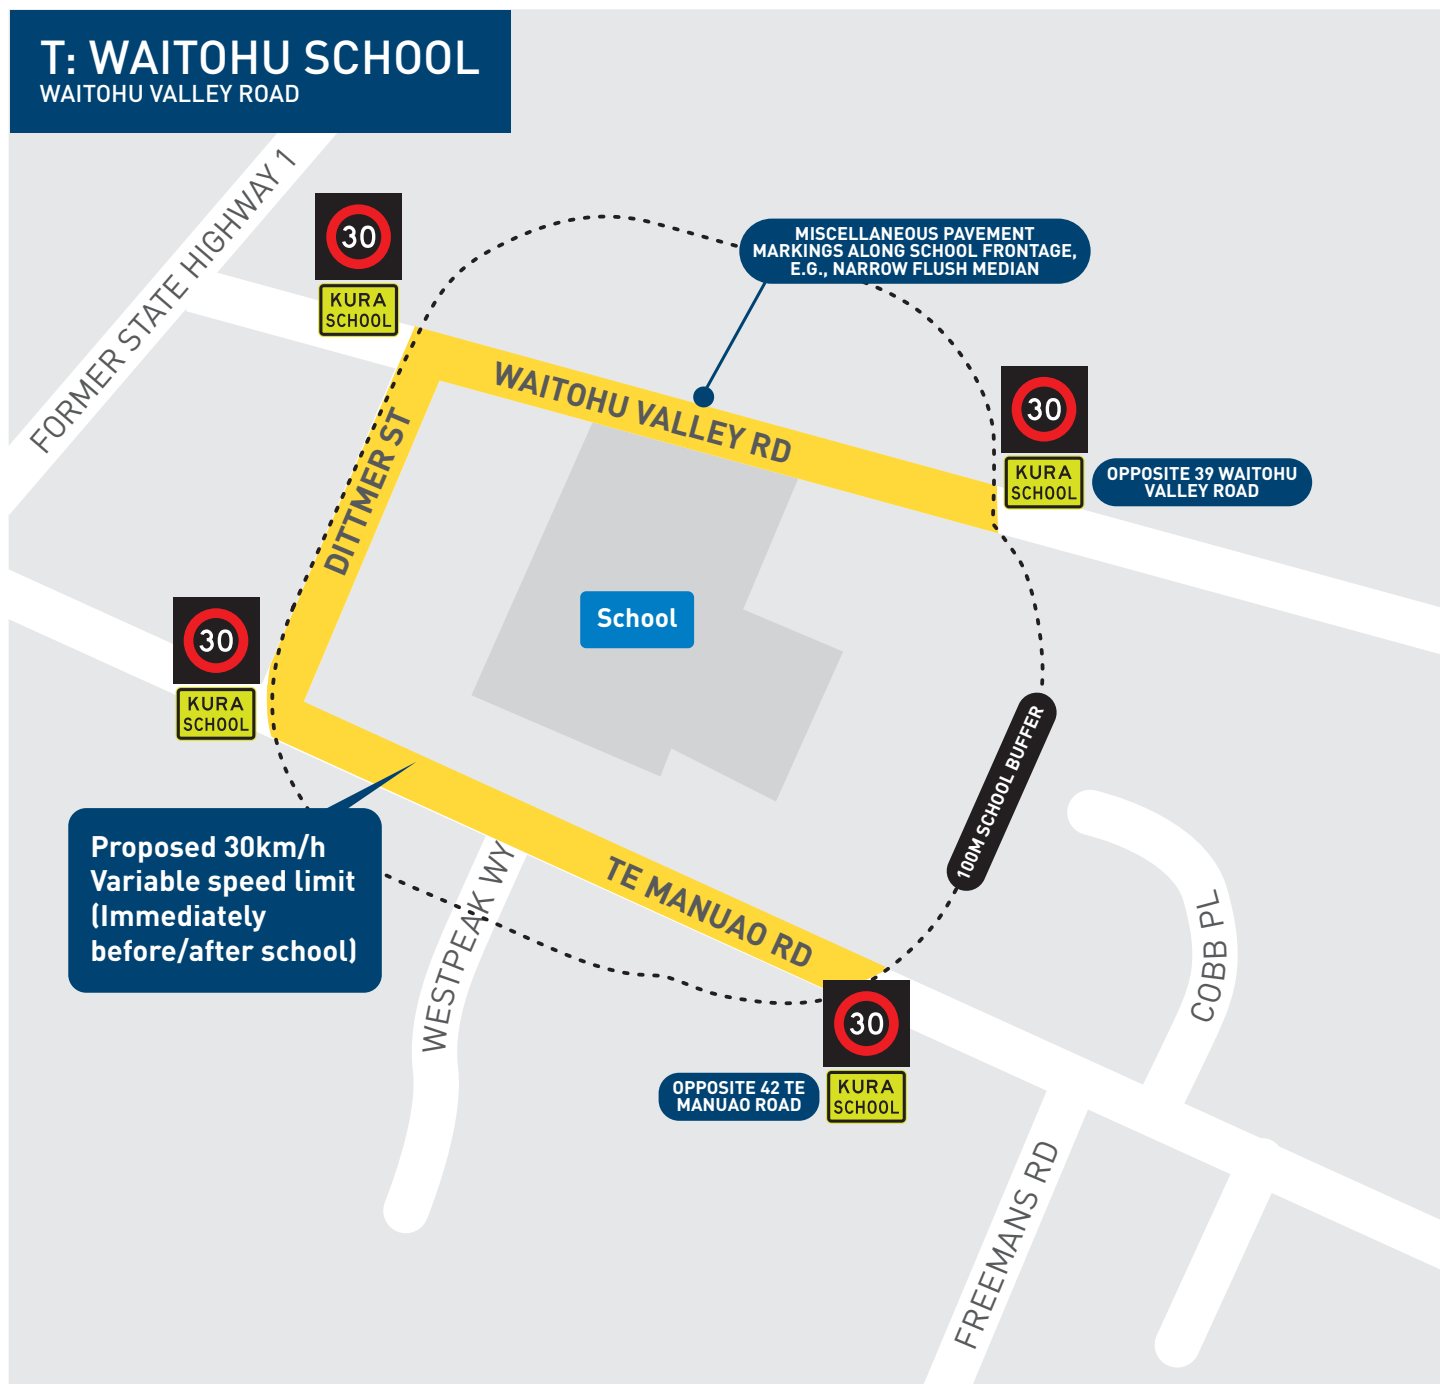 T: WAITOHU SCHOOL
WAITOHU VALLEY ROAD
FORMER STATE HIGHWAY 1
30
KURA
SCHOOL
MISCELLANEOUS PAVEMENT
MARKINGS ALONG SCHOOL FRONTAGE,
E.G., NARROW FLUSH MEDIAN
WAITOHU VALLEY RD
30
KURA
SCHOOL
OPPOSITE 39 WAITOHU
VALLEY ROAD
DITTMER ST
School
30
KURA
SCHOOL
100M SCHOOL BUFFER
Proposed 30km/h
Variable speed limit
(Immediately
before/after school)
WESTPEAK WY
TE MANUAO RD
COBB PL
30
KURA
SCHOOL
OPPOSITE 42 TE
MANUAO ROAD
FREEMANS RD